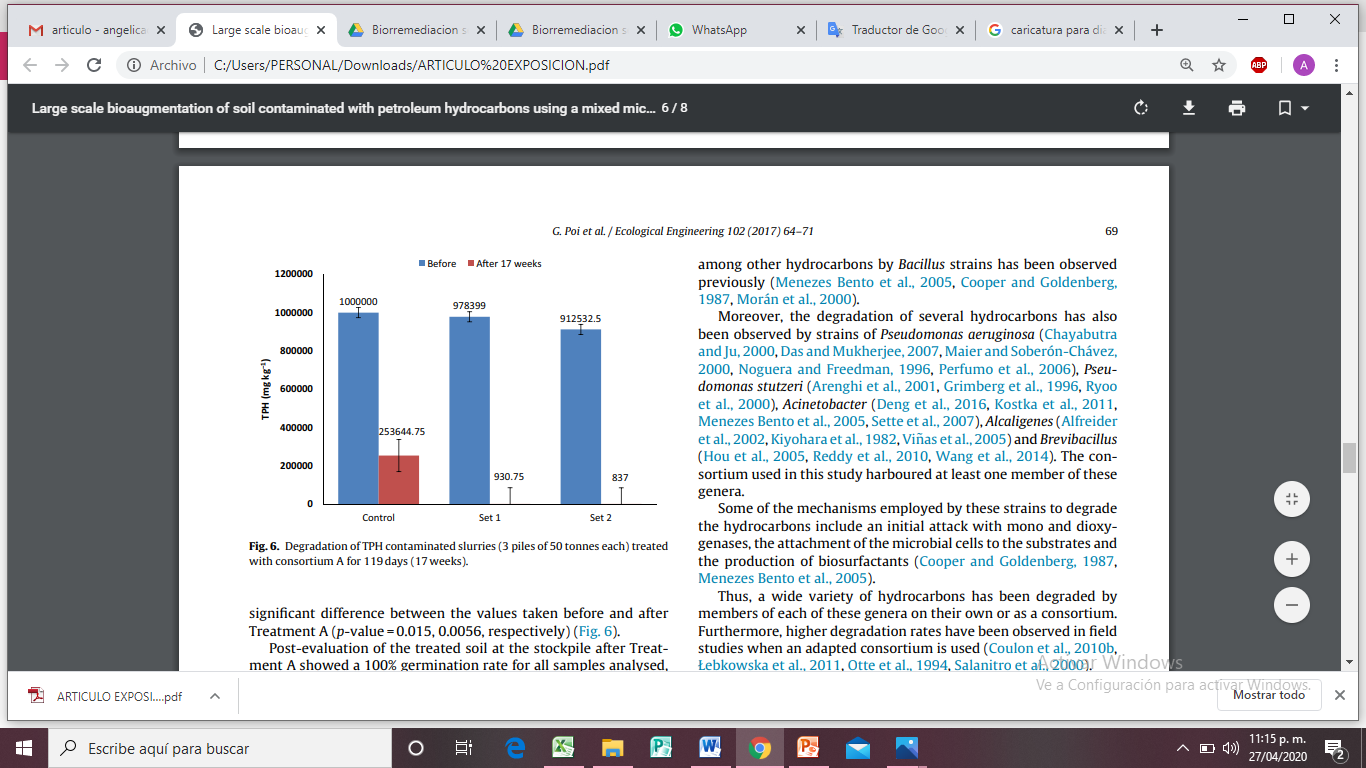 articulo - angelica
Large scale bioau
Biorremediacion s
Biorremediacion s
WhatsApp
Traductor de Goo
caricatura para di
Archivo
C:/Users/PERSONAL/Downloads/ARTICULO%20EXPOSICION.pdf
ABP
A
Large scale bioaugmentation of soil contaminated with petroleum hydrocarbons using a mixed mic... 6 / 8
G. Poi et al. / Ecological Engineering 102 (2017) 64–71
69
Before
After 17 weeks
1200000
1000000
800000
600000
400000
200000
0
TPH (mg kg⁻¹)
1000000
253644.75
978399
930.75
912532.5
837
Control
Set 1
Set 2
Fig. 6. Degradation of TPH contaminated slurries (3 piles of 50 tonnes each) treated
with consortium A for 119 days (17 weeks).
significant difference between the values taken before and after
Treatment A (p-value = 0.015, 0.0056, respectively) (Fig. 6).
Post-evaluation of the treated soil at the stockpile after Treat-
ment A showed a 100% germination rate for all samples analysed,
among other hydrocarbons by Bacillus strains has been observed
previously (Menezes Bento et al., 2005, Cooper and Goldenberg,
1987, Morán et al., 2000).
Moreover, the degradation of several hydrocarbons has also
been observed by strains of Pseudomonas aeruginosa (Chayabutra
and Ju, 2000, Das and Mukherjee, 2007, Maier and Soberón-Chávez,
2000, Noguera and Freedman, 1996, Perfumo et al., 2006), Pseu-
domonas stutzeri (Arenghi et al., 2001, Grimberg et al., 1996, Ryoo
et al., 2000), Acinetobacter (Deng et al., 2016, Kostka et al., 2011,
Menezes Bento et al., 2005, Sette et al., 2007), Alcaligenes (Alfreider
et al., 2002, Kiyohara et al., 1982, Viñas et al., 2005) and Brevibacillus
(Hou et al., 2005, Reddy et al., 2010, Wang et al., 2014). The con-
sortium used in this study harboured at least one member of these
genera.
Some of the mechanisms employed by these strains to degrade
the hydrocarbons include an initial attack with mono and dioxy-
genases, the attachment of the microbial cells to the substrates and
the production of biosurfactants (Cooper and Goldenberg, 1987,
Menezes Bento et al., 2005).
Thus, a wide variety of hydrocarbons has been degraded by
members of each of these genera on their own or as a consortium.
Furthermore, higher degradation rates have been observed in field
studies when an adapted consortium is used (Coulon et al., 2010b,
Łebkowska et al., 2011, Otte et al., 1994, Salanitro et al., 2000).
Activar Windows
Ve a Configuración para activar Windows.
ARTICULO EXPOSI....pdf
Mostrar todo
Escribe aquí para buscar
11:15 p. m.
27/04/2020
2